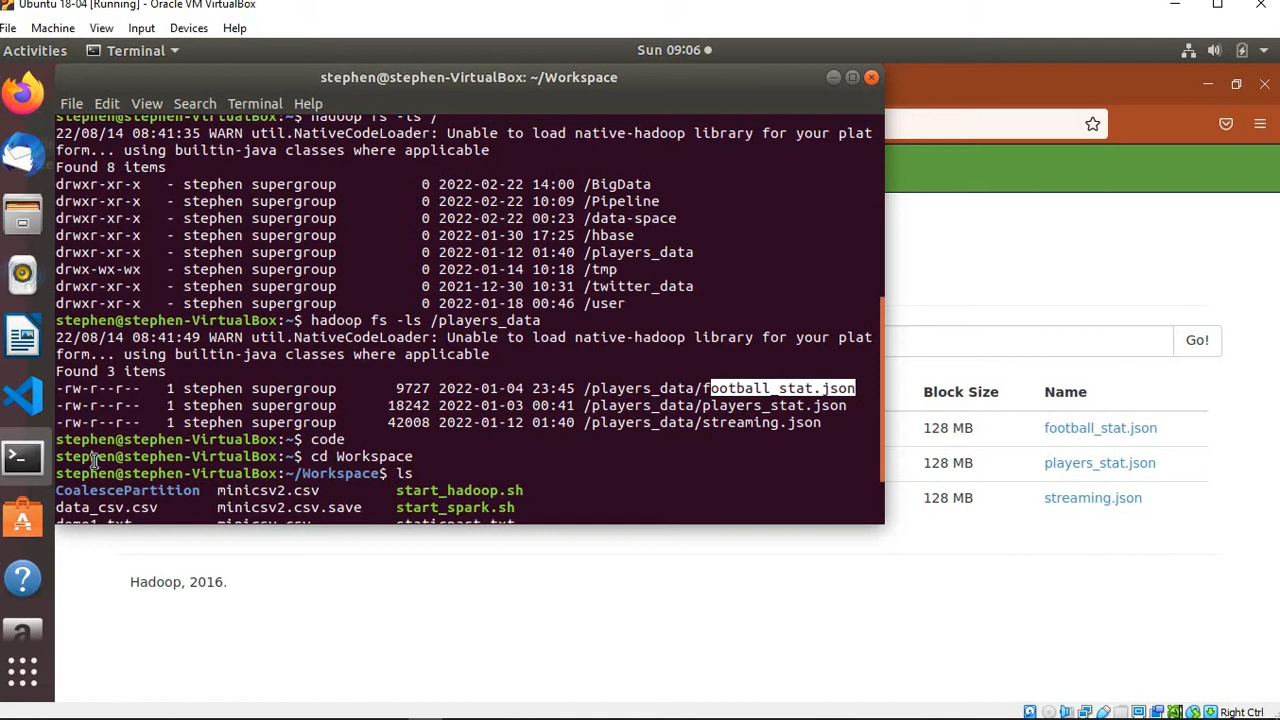 Ubuntu 18-04 [Running] - Oracle VM VirtualBox
File Machine View Input Devices Help
Activities Terminal Sun 09:06
stephen@stephen-VirtualBox: ~/Workspace
File Edit View Search Terminal Help
stephen@stephen-VirtualBox:~$ hadoop fs -ls /
22/08/14 08:41:35 WARN util.NativeCodeLoader: Unable to load native-hadoop library for your plat
form... using builtin-java classes where applicable
Found 8 items
drwxr-xr-x - stephen supergroup 0 2022-02-22 14:00 /BigData
drwxr-xr-x - stephen supergroup 0 2022-02-22 10:09 /Pipeline
drwxr-xr-x - stephen supergroup 0 2022-02-22 00:23 /data-space
drwxr-xr-x - stephen supergroup 0 2022-01-30 17:25 /hbase
drwxr-xr-x - stephen supergroup 0 2022-01-12 01:40 /players_data
drwx-wx-wx - stephen supergroup 0 2022-01-14 10:18 /tmp
drwxr-xr-x - stephen supergroup 0 2021-12-30 10:31 /twitter_data
drwxr-xr-x - stephen supergroup 0 2022-01-18 00:46 /user
stephen@stephen-VirtualBox:~$ hadoop fs -ls /players_data
22/08/14 08:41:49 WARN util.NativeCodeLoader: Unable to load native-hadoop library for your plat
form... using builtin-java classes where applicable
Found 3 items
-rw-r--r-- 1 stephen supergroup 9727 2022-01-04 23:45 /players_data/football_stat.json
-rw-r--r-- 1 stephen supergroup 18242 2022-01-03 00:41 /players_data/players_stat.json
-rw-r--r-- 1 stephen supergroup 42008 2022-01-12 01:40 /players_data/streaming.json
stephen@stephen-VirtualBox:~$ code
stephen@stephen-VirtualBox:~$ cd Workspace
stephen@stephen-VirtualBox:~/Workspace$ ls
CoalescePartition minicsv2.csv start_hadoop.sh
data_csv.csv minicsv2.csv.save start_spark.sh
demo1.txt minicsv.csv staticpart.txt
Go!
Block Size Name
128 MB football_stat.json
128 MB players_stat.json
128 MB streaming.json
Hadoop, 2016.
Right Ctrl